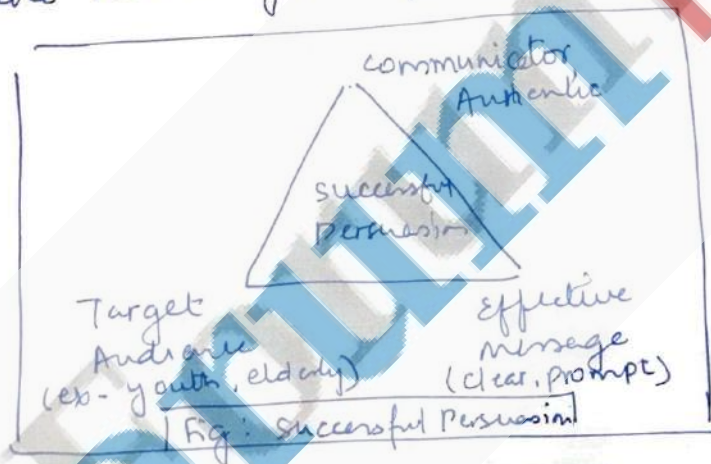 Communicator
Authentic
Successful
Persuasion
Target
Audience
(ex- youth, elderly)
Effective
Message
(clear, prompt)
Fig: Successful Persuasion